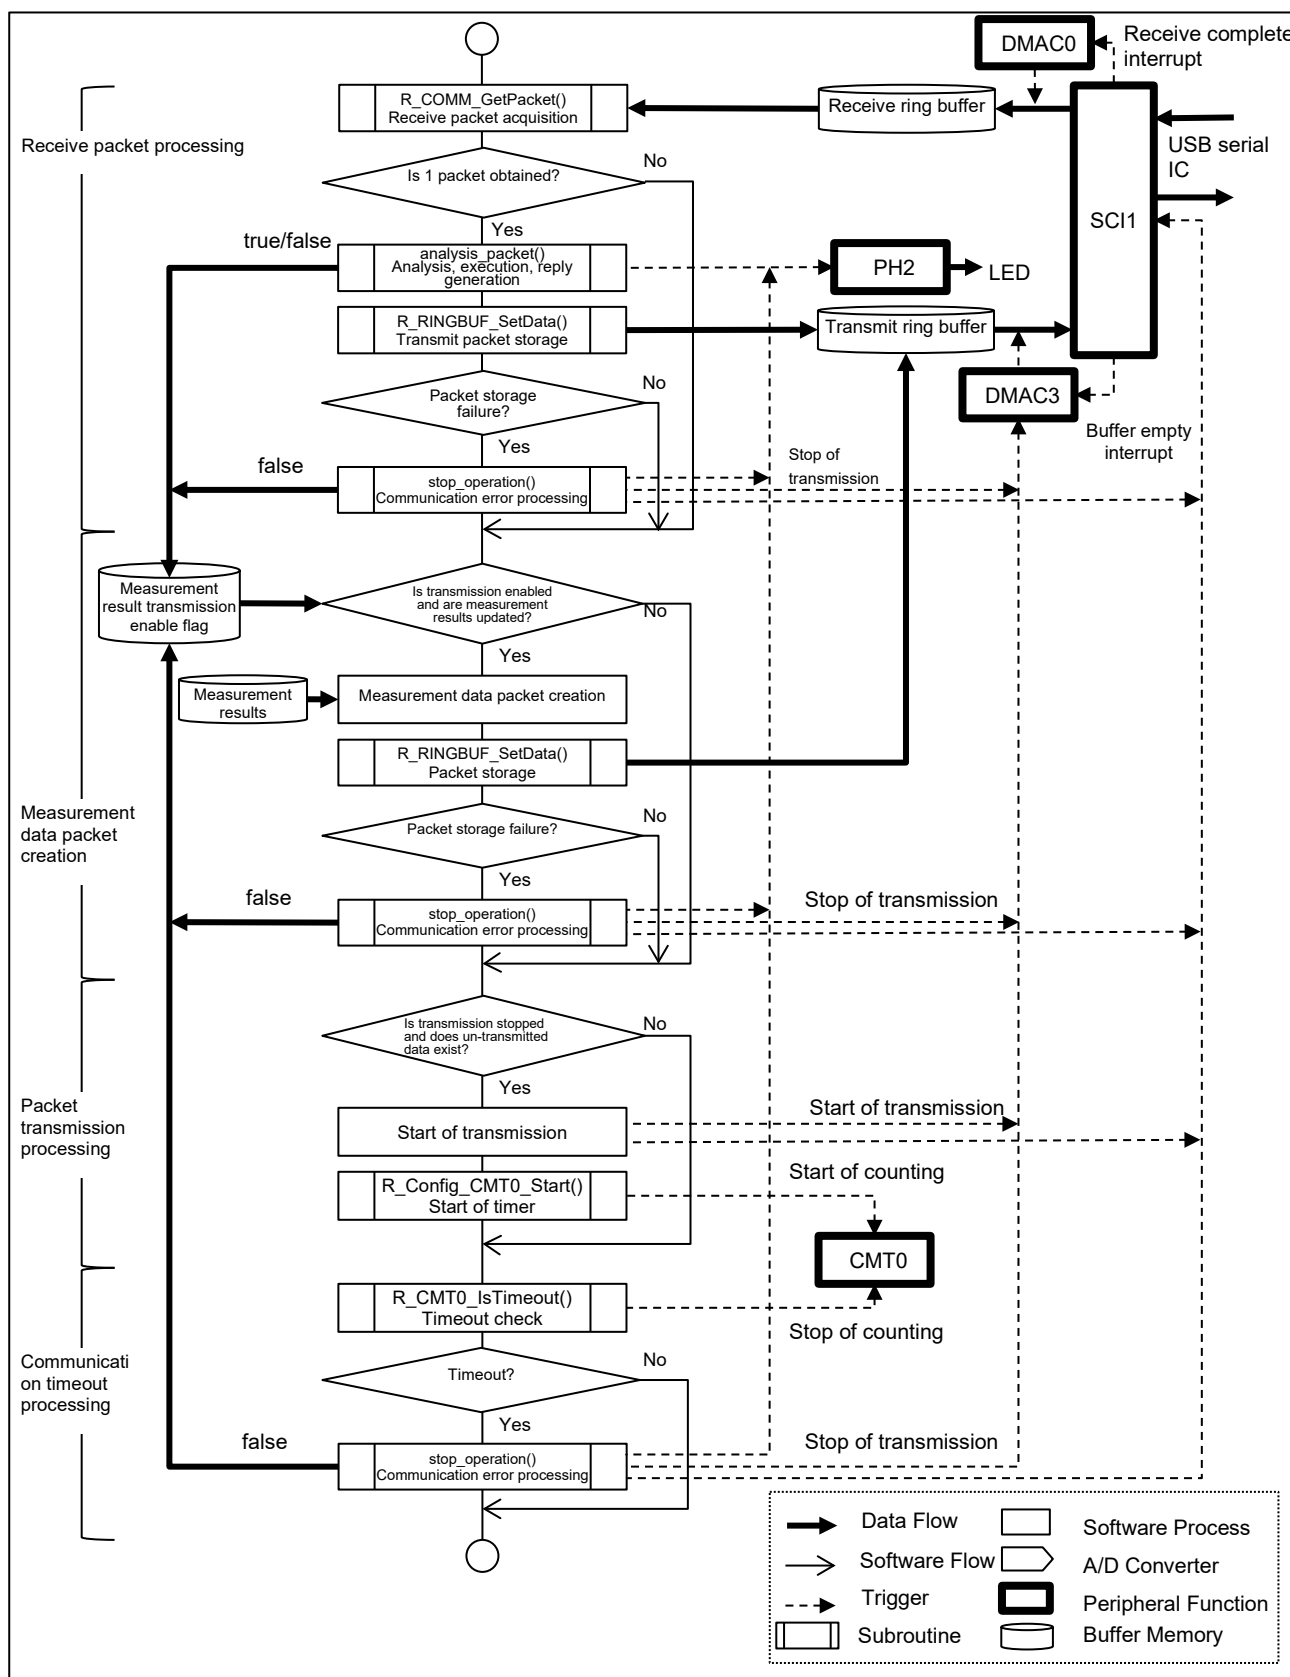 DMAC0
Receive complete
interrupt
R_COMM_GetPacket()
Receive packet acquisition
Receive ring buffer
Receive packet processing
USB serial
IC
Is 1 packet obtained?
No
Yes
SCI1
true/false
analysis_packet()
Analysis, execution, reply
generation
PH2
LED
R_RINGBUF_SetData()
Transmit packet storage
Transmit ring buffer
No
Packet storage
failure?
DMAC3
Yes
Buffer empty
interrupt
Stop of
transmission
false
stop_operation()
Communication error processing
Measurement
result transmission
enable flag
Is transmission enabled
and are measurement
results updated?
No
Yes
Measurement
results
Measurement data packet creation
R_RINGBUF_SetData()
Packet storage
Measurement
data packet
creation
No
Packet storage failure?
Yes
false
stop_operation()
Communication error processing
Stop of transmission
Is transmission stopped
and does un-transmitted
data exist?
No
Yes
Packet
transmission
processing
Start of transmission
Start of transmission
Start of counting
R_Config_CMT0_Start()
Start of timer
CMT0
R_CMT0_IsTimeout()
Timeout check
Stop of counting
Communicati
on timeout
processing
Timeout?
No
Yes
false
stop_operation()
Communication error processing
Stop of transmission
Data Flow
Software Process
Software Flow
A/D Converter
Trigger
Peripheral Function
Subroutine
Buffer Memory